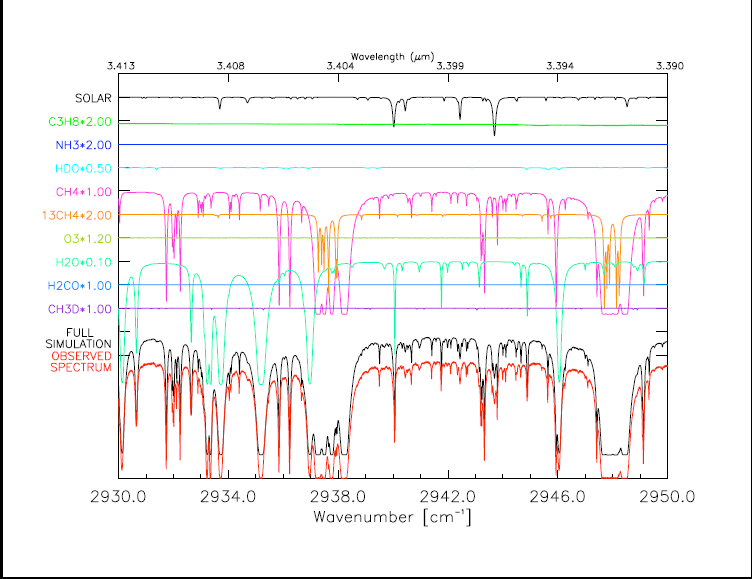 Wavelength (μm)
3.413 3.408 3.404 3.399 3.394 3.390
SOLAR
C3H8*2.00
NH3*2.00
HDO*0.50
CH4*1.00
13CH4*2.00
O3*1.20
H2O*0.10
H2CO*1.00
CH3D*1.00
FULL
SIMULATION
OBSERVED
SPECTRUM
2930.0 2934.0 2938.0 2942.0 2946.0 2950.0
Wavenumber [cm⁻¹]